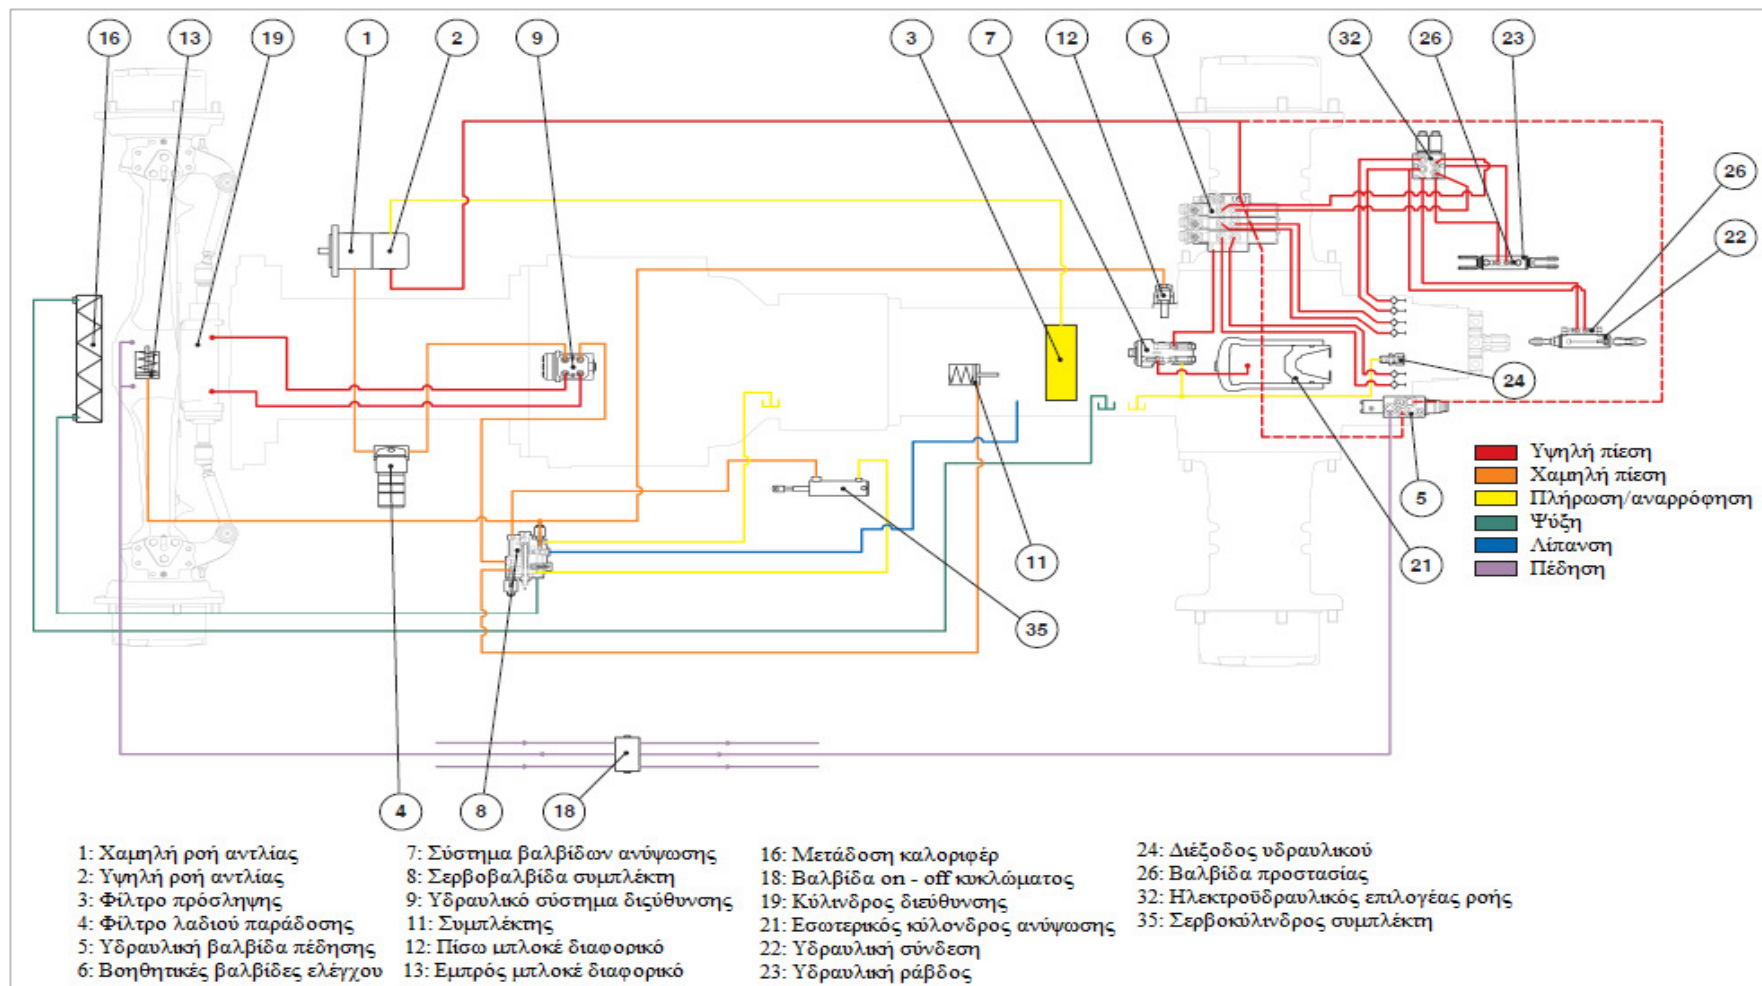 16 13 19 1 2 9 3 7 12 6 32 26 23
26
22
24
5
21
11
35
4 8 18
Υψηλή πίεση
Χαμηλή πίεση
Πλήρωση/αναρρόφηση
Ψύξη
Λίπανση
Πέδηση
1: Χαμηλή ροή αντλίας
2: Υψηλή ροή αντλίας
3: Φίλτρο πρόσληψης
4: Φίλτρο λαδιού παράδοσης
5: Υδραυλική βαλβίδα πέδησης
6: Βοηθητικές βαλβίδες ελέγχου
7: Σύστημα βαλβίδων ανύψωσης
8: Σερβοβαλβίδα συμπλέκτη
9: Υδραυλικό σύστημα διςύθυνσης
11: Συμπλέκτης
12: Πίσω μπλοκέ διαφορικό
13: Εμπρός μπλοκέ διαφορικό
16: Μετάδοση καλοριφέρ
18: Βαλβίδα on - off κυκλώματος
19: Κύλινδρος διεύθυνσης
21: Εσωτερικός κύλονδρος ανύψωσης
22: Υδραυλική σύνδεση
23: Υδραυλική ράβδος
24: Διέξοδος υδραυλικού
26: Βαλβίδα προστασίας
32: Ηλεκτροϋδραυλικός επιλογέας ροής
35: Σερβοκύλινδρος συμπλέκτη